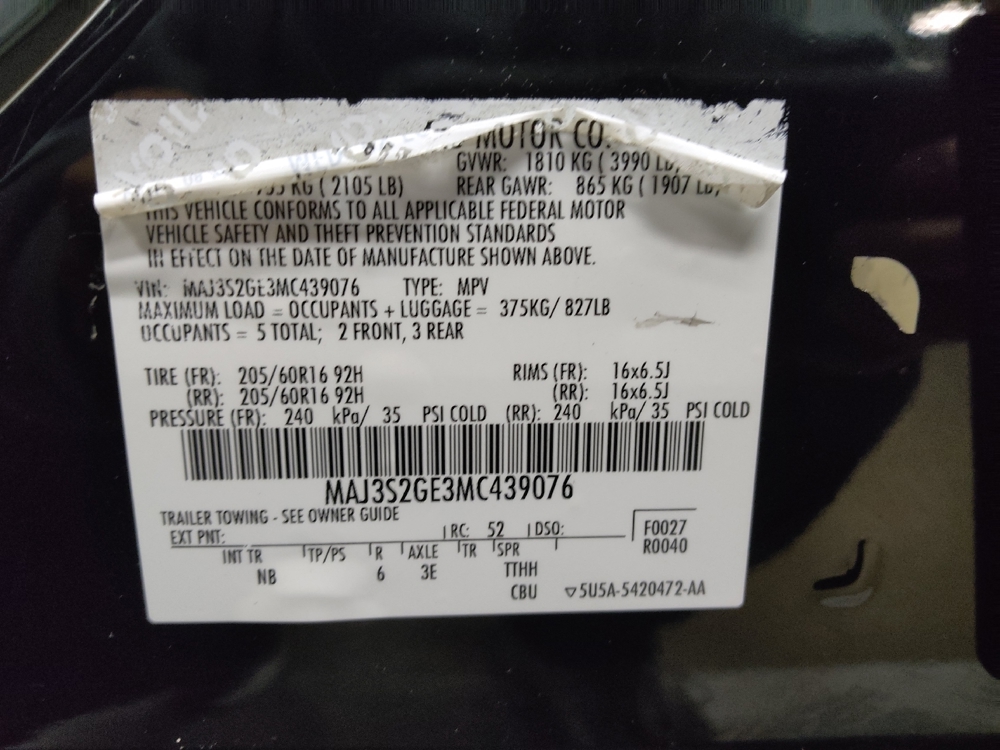 MOTOR CO.
GVWR: 1810 KG ( 3990 LB)
KG ( 2105 LB) REAR GAWR: 865 KG ( 1907 LB)
THIS VEHICLE CONFORMS TO ALL APPLICABLE FEDERAL MOTOR
VEHICLE SAFETY AND THEFT PREVENTION STANDARDS
IN EFFECT ON THE DATE OF MANUFACTURE SHOWN ABOVE.
VIN: MAJ3S2GE3MC439076 TYPE: MPV
MAXIMUM LOAD = OCCUPANTS + LUGGAGE = 375KG/ 827LB
OCCUPANTS = 5 TOTAL; 2 FRONT, 3 REAR
TIRE (FR): 205/60R16 92H RIMS (FR): 16x6.5J
(RR): 205/60R16 92H (RR): 16x6.5J
PRESSURE (FR): 240 kPa/ 35 PSI COLD (RR): 240 kPa/ 35 PSI COLD
MAJ3S2GE3MC439076
TRAILER TOWING - SEE OWNER GUIDE
EXT PNT: RC: 52 DSO: F0027
R0040
INT TR TP/PS R AXLE TR SPR
NB 6 3E TTHH
CBU ▽5U5A-5420472-AA